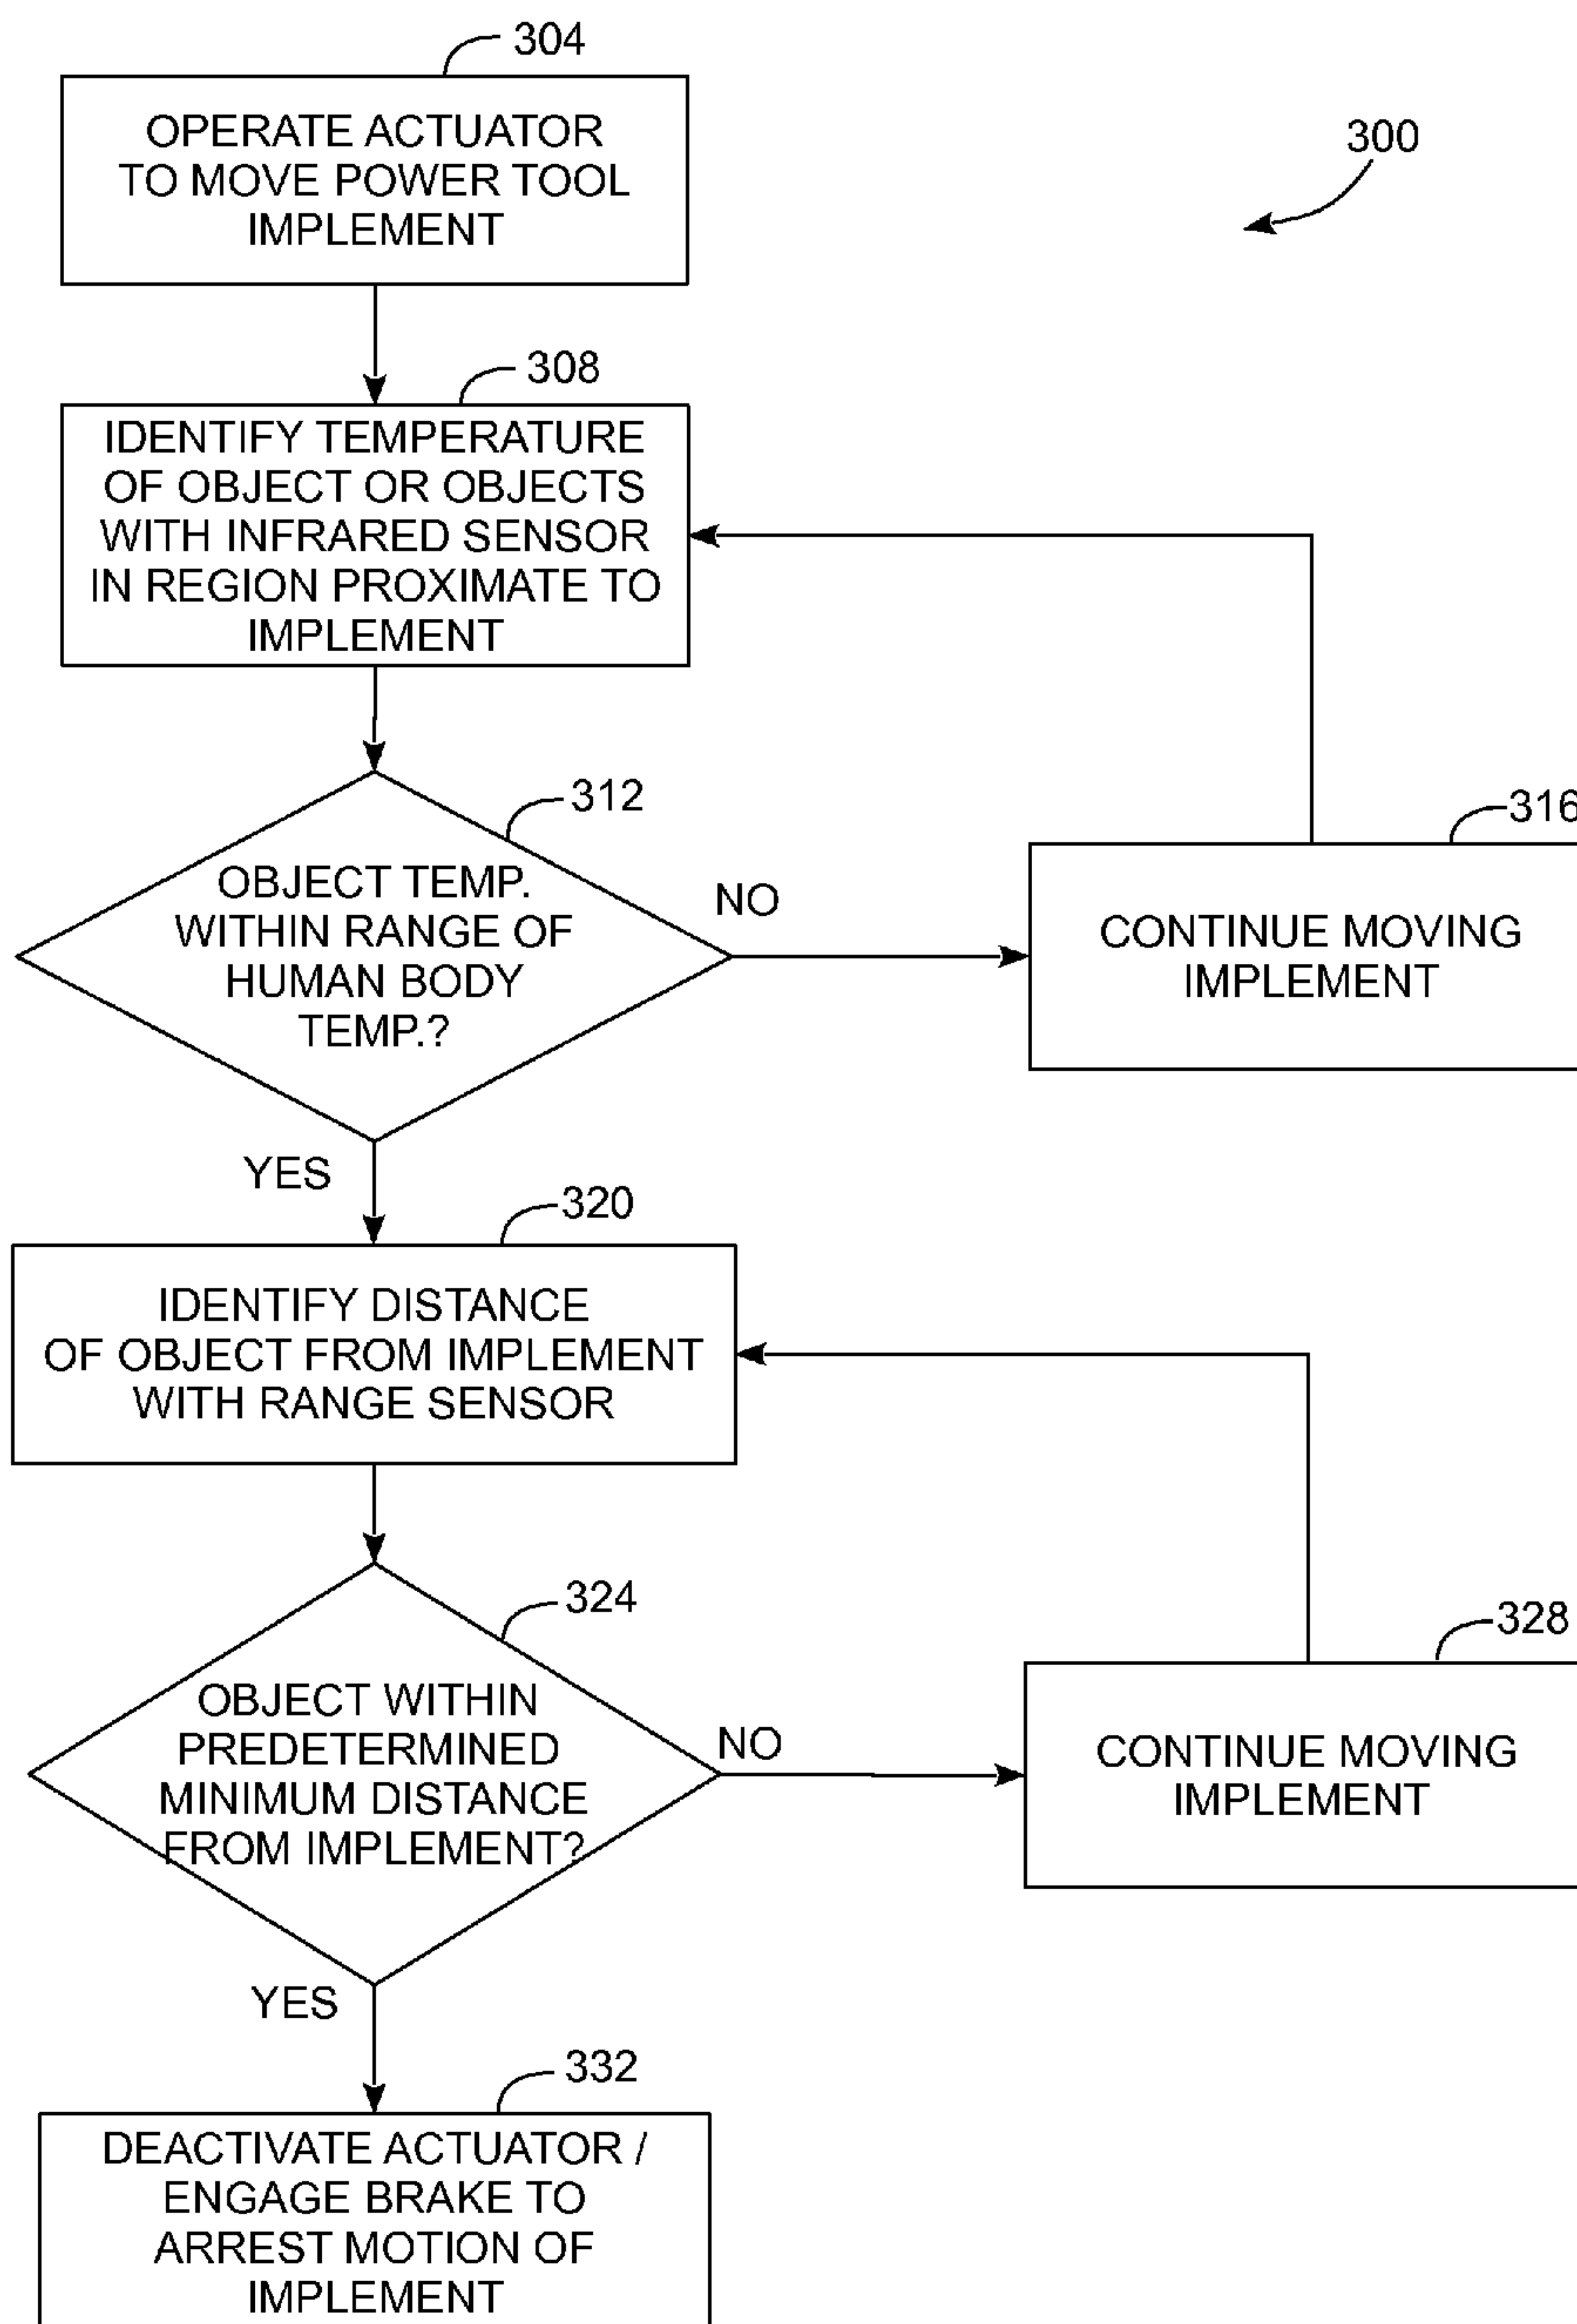 304
OPERATE ACTUATOR
TO MOVE POWER TOOL
IMPLEMENT
300
308
IDENTIFY TEMPERATURE
OF OBJECT OR OBJECTS
WITH INFRARED SENSOR
IN REGION PROXIMATE TO
IMPLEMENT
312
OBJECT TEMP.
WITHIN RANGE OF
HUMAN BODY
TEMP.?
NO
316
CONTINUE MOVING
IMPLEMENT
YES
320
IDENTIFY DISTANCE
OF OBJECT FROM IMPLEMENT
WITH RANGE SENSOR
324
OBJECT WITHIN
PREDETERMINED
MINIMUM DISTANCE
FROM IMPLEMENT?
NO
328
CONTINUE MOVING
IMPLEMENT
YES
332
DEACTIVATE ACTUATOR /
ENGAGE BRAKE TO
ARREST MOTION OF
IMPLEMENT